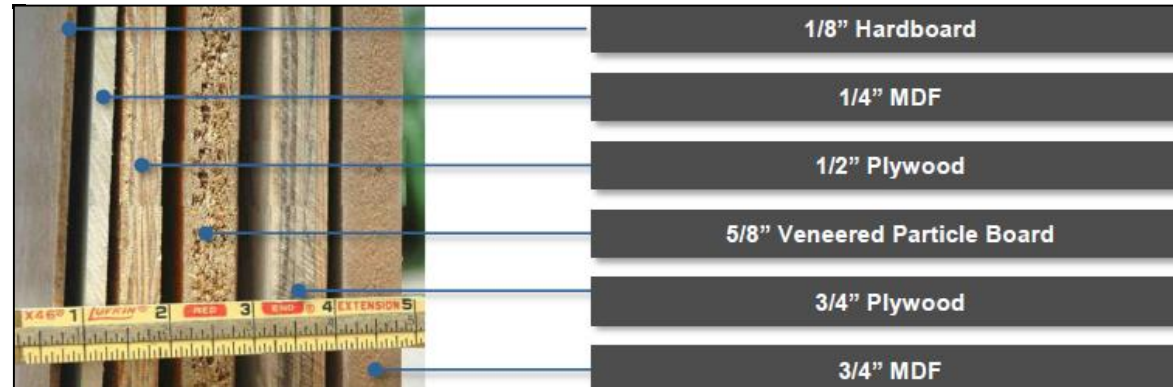 1/8” Hardboard
1/4” MDF
1/2” Plywood
5/8” Veneered Particle Board
3/4” Plywood
3/4” MDF
X46® 1 LUFKIN® 2 RED 3 END ® 4 EXTENSION 5